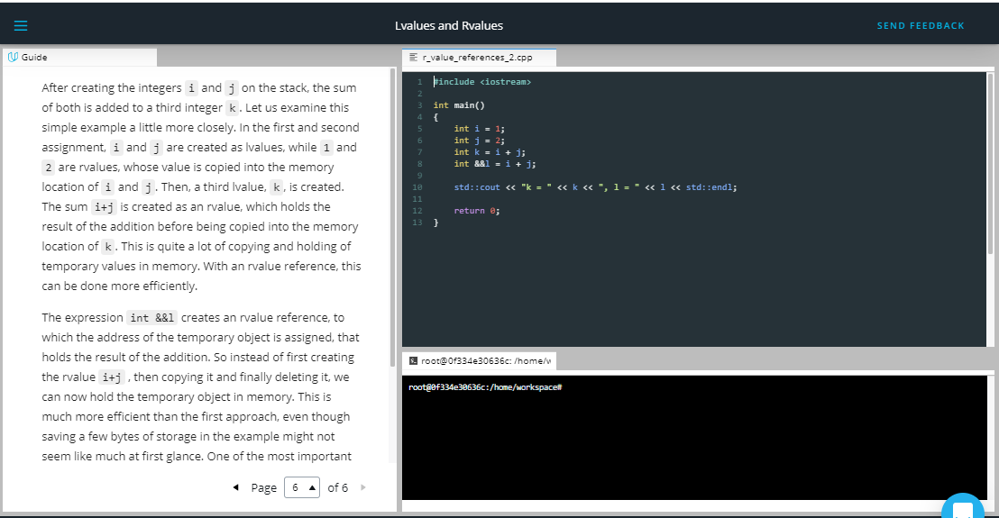 Lvalues and Rvalues
SEND FEEDBACK
Guide
After creating the integers i and j on the stack, the sum
of both is added to a third integer k . Let us examine this
simple example a little more closely. In the first and second
assignment, i and j are created as lvalues, while 1 and
2 are rvalues, whose value is copied into the memory
location of i and j . Then, a third lvalue, k , is created.
The sum i+j is created as an rvalue, which holds the
result of the addition before being copied into the memory
location of k . This is quite a lot of copying and holding of
temporary values in memory. With an rvalue reference, this
can be done more efficiently.
The expression int &&l creates an rvalue reference, to
which the address of the temporary object is assigned, that
holds the result of the addition. So instead of first creating
the rvalue i+j , then copying it and finally deleting it, we
can now hold the temporary object in memory. This is
much more efficient than the first approach, even though
saving a few bytes of storage in the example might not
seem like much at first glance. One of the most important
Page 6 of 6
r_value_references_2.cpp
1 #include <iostream>
2
3 int main()
4 {
5 int i = 1;
6 int j = 2;
7 int k = i + j;
8 int &&l = i + j;
9
10 std::cout << "k = " << k << ", l = " << l << std::endl;
11
12 return 0;
13 }
root@0f334e30636c: /home/w
root@0f334e30636c:/home/workspace#